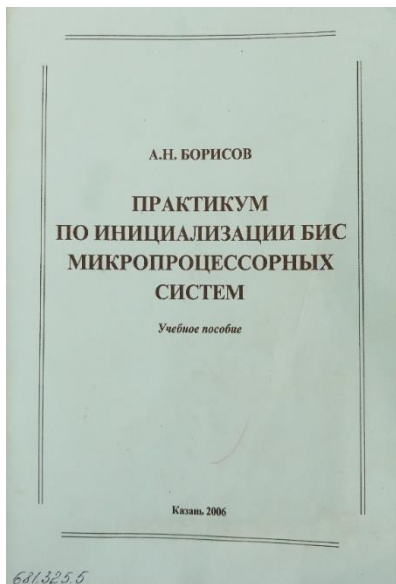 А.Н. БОРИСОВ
ПРАКТИКУМ
ПО ИНИЦИАЛИЗАЦИИ БИС
МИКРОПРОЦЕССОРНЫХ
СИСТЕМ
Учебное пособие
Казань 2006
681.325.5